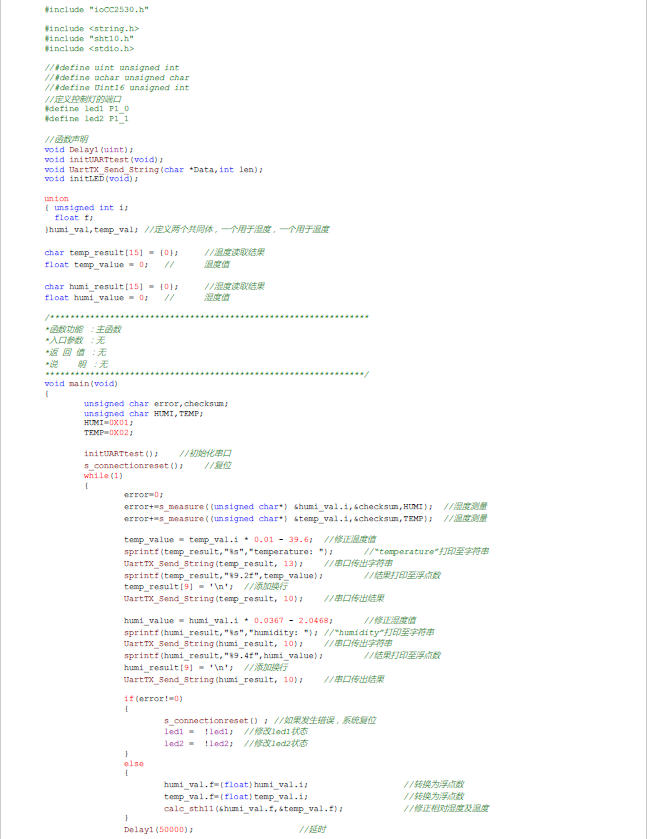 #include "ioCC2530.h"
#include <string.h>
#include "sht10.h"
#include <stdio.h>
//#define uint unsigned int
//#define uchar unsigned char
//#define Uint16 unsigned int
//定义控制灯的端口
#define led1 P1_0
#define led2 P1_1
//函数声明
void Delay1(uint);
void initUARTtest(void);
void UartTX_Send_String(char *Data,int len);
void initLED(void);
union
{ unsigned int i;
float f;
}humi_val,temp_val; //定义两个共同体，一个用于湿度，一个用于温度
char temp_result[15] = {0}; //温度读取结果
float temp_value = 0; // 温度值
char humi_result[15] = {0}; //湿度读取结果
float humi_value = 0; // 湿度值
/****************************************************************
*函数功能 ：主函数
*入口参数 ：无
*返 回 值 ：无
*说 明 ：无
****************************************************************/
void main(void)
{
unsigned char error,checksum;
unsigned char HUMI,TEMP;
HUMI=0X01;
TEMP=0X02;
initUARTtest(); //初始化串口
s_connectionreset(); //复位
while(1)
{
error=0;
error+=s_measure((unsigned char*) &humi_val.i,&checksum,HUMI); //湿度测量
error+=s_measure((unsigned char*) &temp_val.i,&checksum,TEMP); //温度测量
temp_value = temp_val.i * 0.01 - 39.6; //修正温度值
sprintf(temp_result,"%s","temperature: "); //“temperature”打印至字符串
UartTX_Send_String(temp_result, 13); //串口传出字符串
sprintf(temp_result,"%9.2f",temp_value); //结果打印至浮点数
temp_result[9] = '\n'; //添加换行
UartTX_Send_String(temp_result, 10); //串口传出结果
humi_value = humi_val.i * 0.0367 - 2.0468; //修正湿度值
sprintf(humi_result,"%s","humidity: "); //“humidity”打印至字符串
UartTX_Send_String(humi_result, 10); //串口传出字符串
sprintf(humi_result,"%9.4f",humi_value); //结果打印至浮点数
humi_result[9] = '\n'; //添加换行
UartTX_Send_String(humi_result, 10); //串口传出结果
if(error!=0)
{
s_connectionreset() ; //如果发生错误，系统复位
led1 = !led1; //修改led1状态
led2 = !led2; //修改led2状态
}
else
{
humi_val.f=(float)humi_val.i; //转换为浮点数
temp_val.f=(float)temp_val.i; //转换为浮点数
calc_sth11(&humi_val.f,&temp_val.f); //修正相对湿度及温度
}
Delay1(50000); //延时